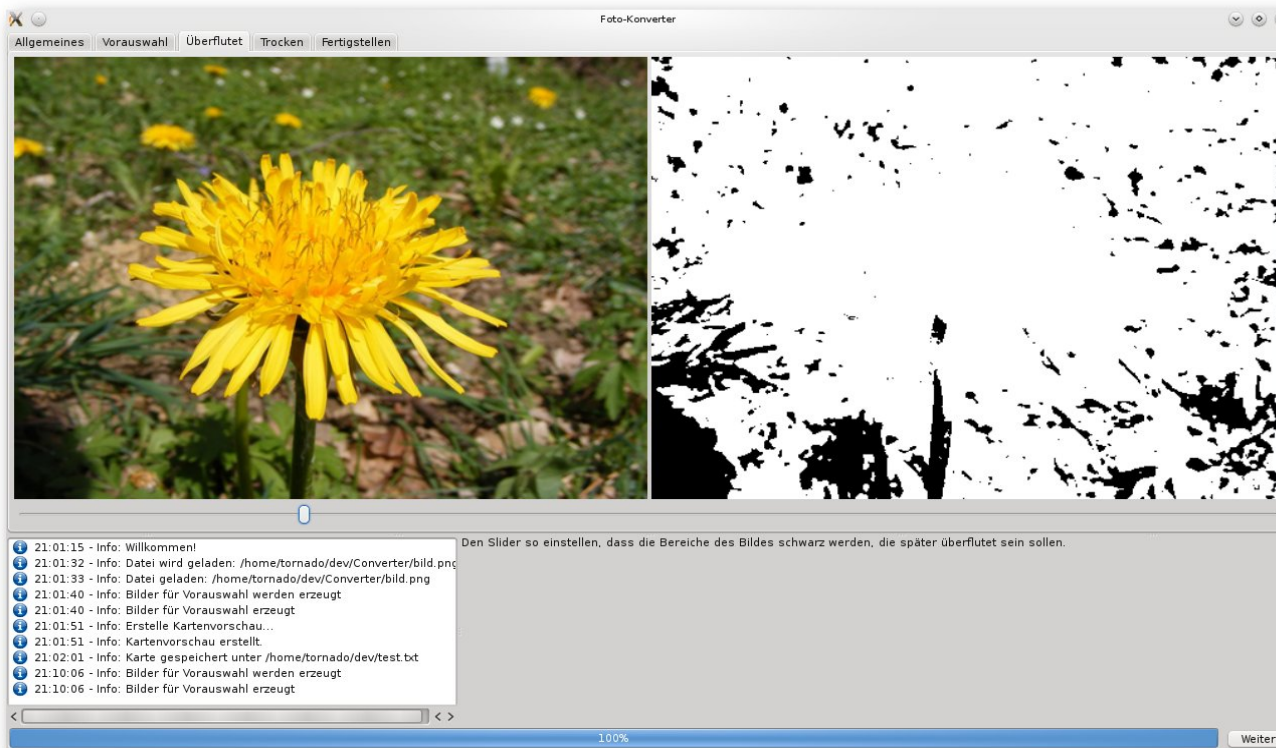 Foto-Konverter
Allgemeines Vorauswahl Überflutet Trocken Fertigstellen
21:01:15 - Info: Willkommen!
21:01:32 - Info: Datei wird geladen: /home/tornado/dev/Converter/bild.png
21:01:33 - Info: Datei geladen: /home/tornado/dev/Converter/bild.png
21:01:40 - Info: Bilder für Vorauswahl werden erzeugt
21:01:40 - Info: Bilder für Vorauswahl erzeugt
21:01:51 - Info: Erstelle Kartenvorschau...
21:01:51 - Info: Kartenvorschau erstellt.
21:02:01 - Info: Karte gespeichert unter /home/tornado/dev/test.txt
21:10:06 - Info: Bilder für Vorauswahl werden erzeugt
21:10:06 - Info: Bilder für Vorauswahl erzeugt
Den Slider so einstellen, dass die Bereiche des Bildes schwarz werden, die später überflutet sein sollen.
100%
Weiter